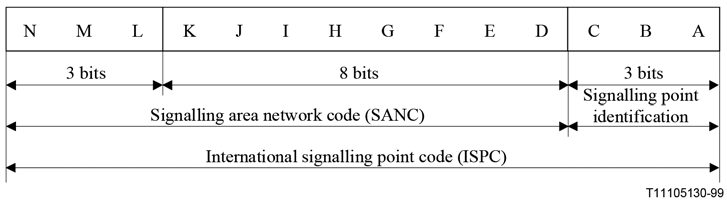 N M L K J I H G F E D C B A
3 bits 8 bits 3 bits
Signalling area network code (SANC) Signalling point
identification
International signalling point code (ISPC)
T11105130-99